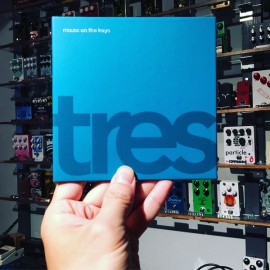 mouse on the keys
tres
particle